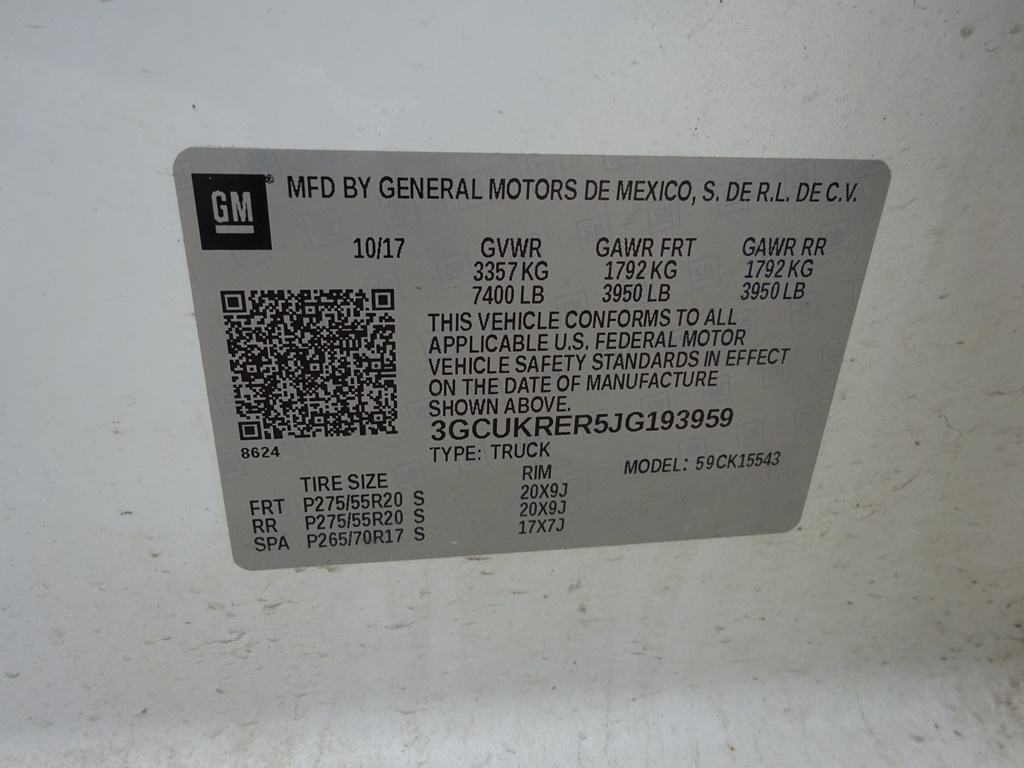 GM ® MFD BY GENERAL MOTORS DE MEXICO, S. DE R.L. DE C.V.
10/17 GVWR GAWR FRT GAWR RR
3357 KG 1792 KG 1792 KG
7400 LB 3950 LB 3950 LB
THIS VEHICLE CONFORMS TO ALL
APPLICABLE U.S. FEDERAL MOTOR
VEHICLE SAFETY STANDARDS IN EFFECT
ON THE DATE OF MANUFACTURE
SHOWN ABOVE.
3GCUKRER5JG193959
8624 TYPE: TRUCK MODEL: 59CK15543
TIRE SIZE RIM
FRT P275/55R20 S 20X9J
RR P275/55R20 S 20X9J
SPA P265/70R17 S 17X7J